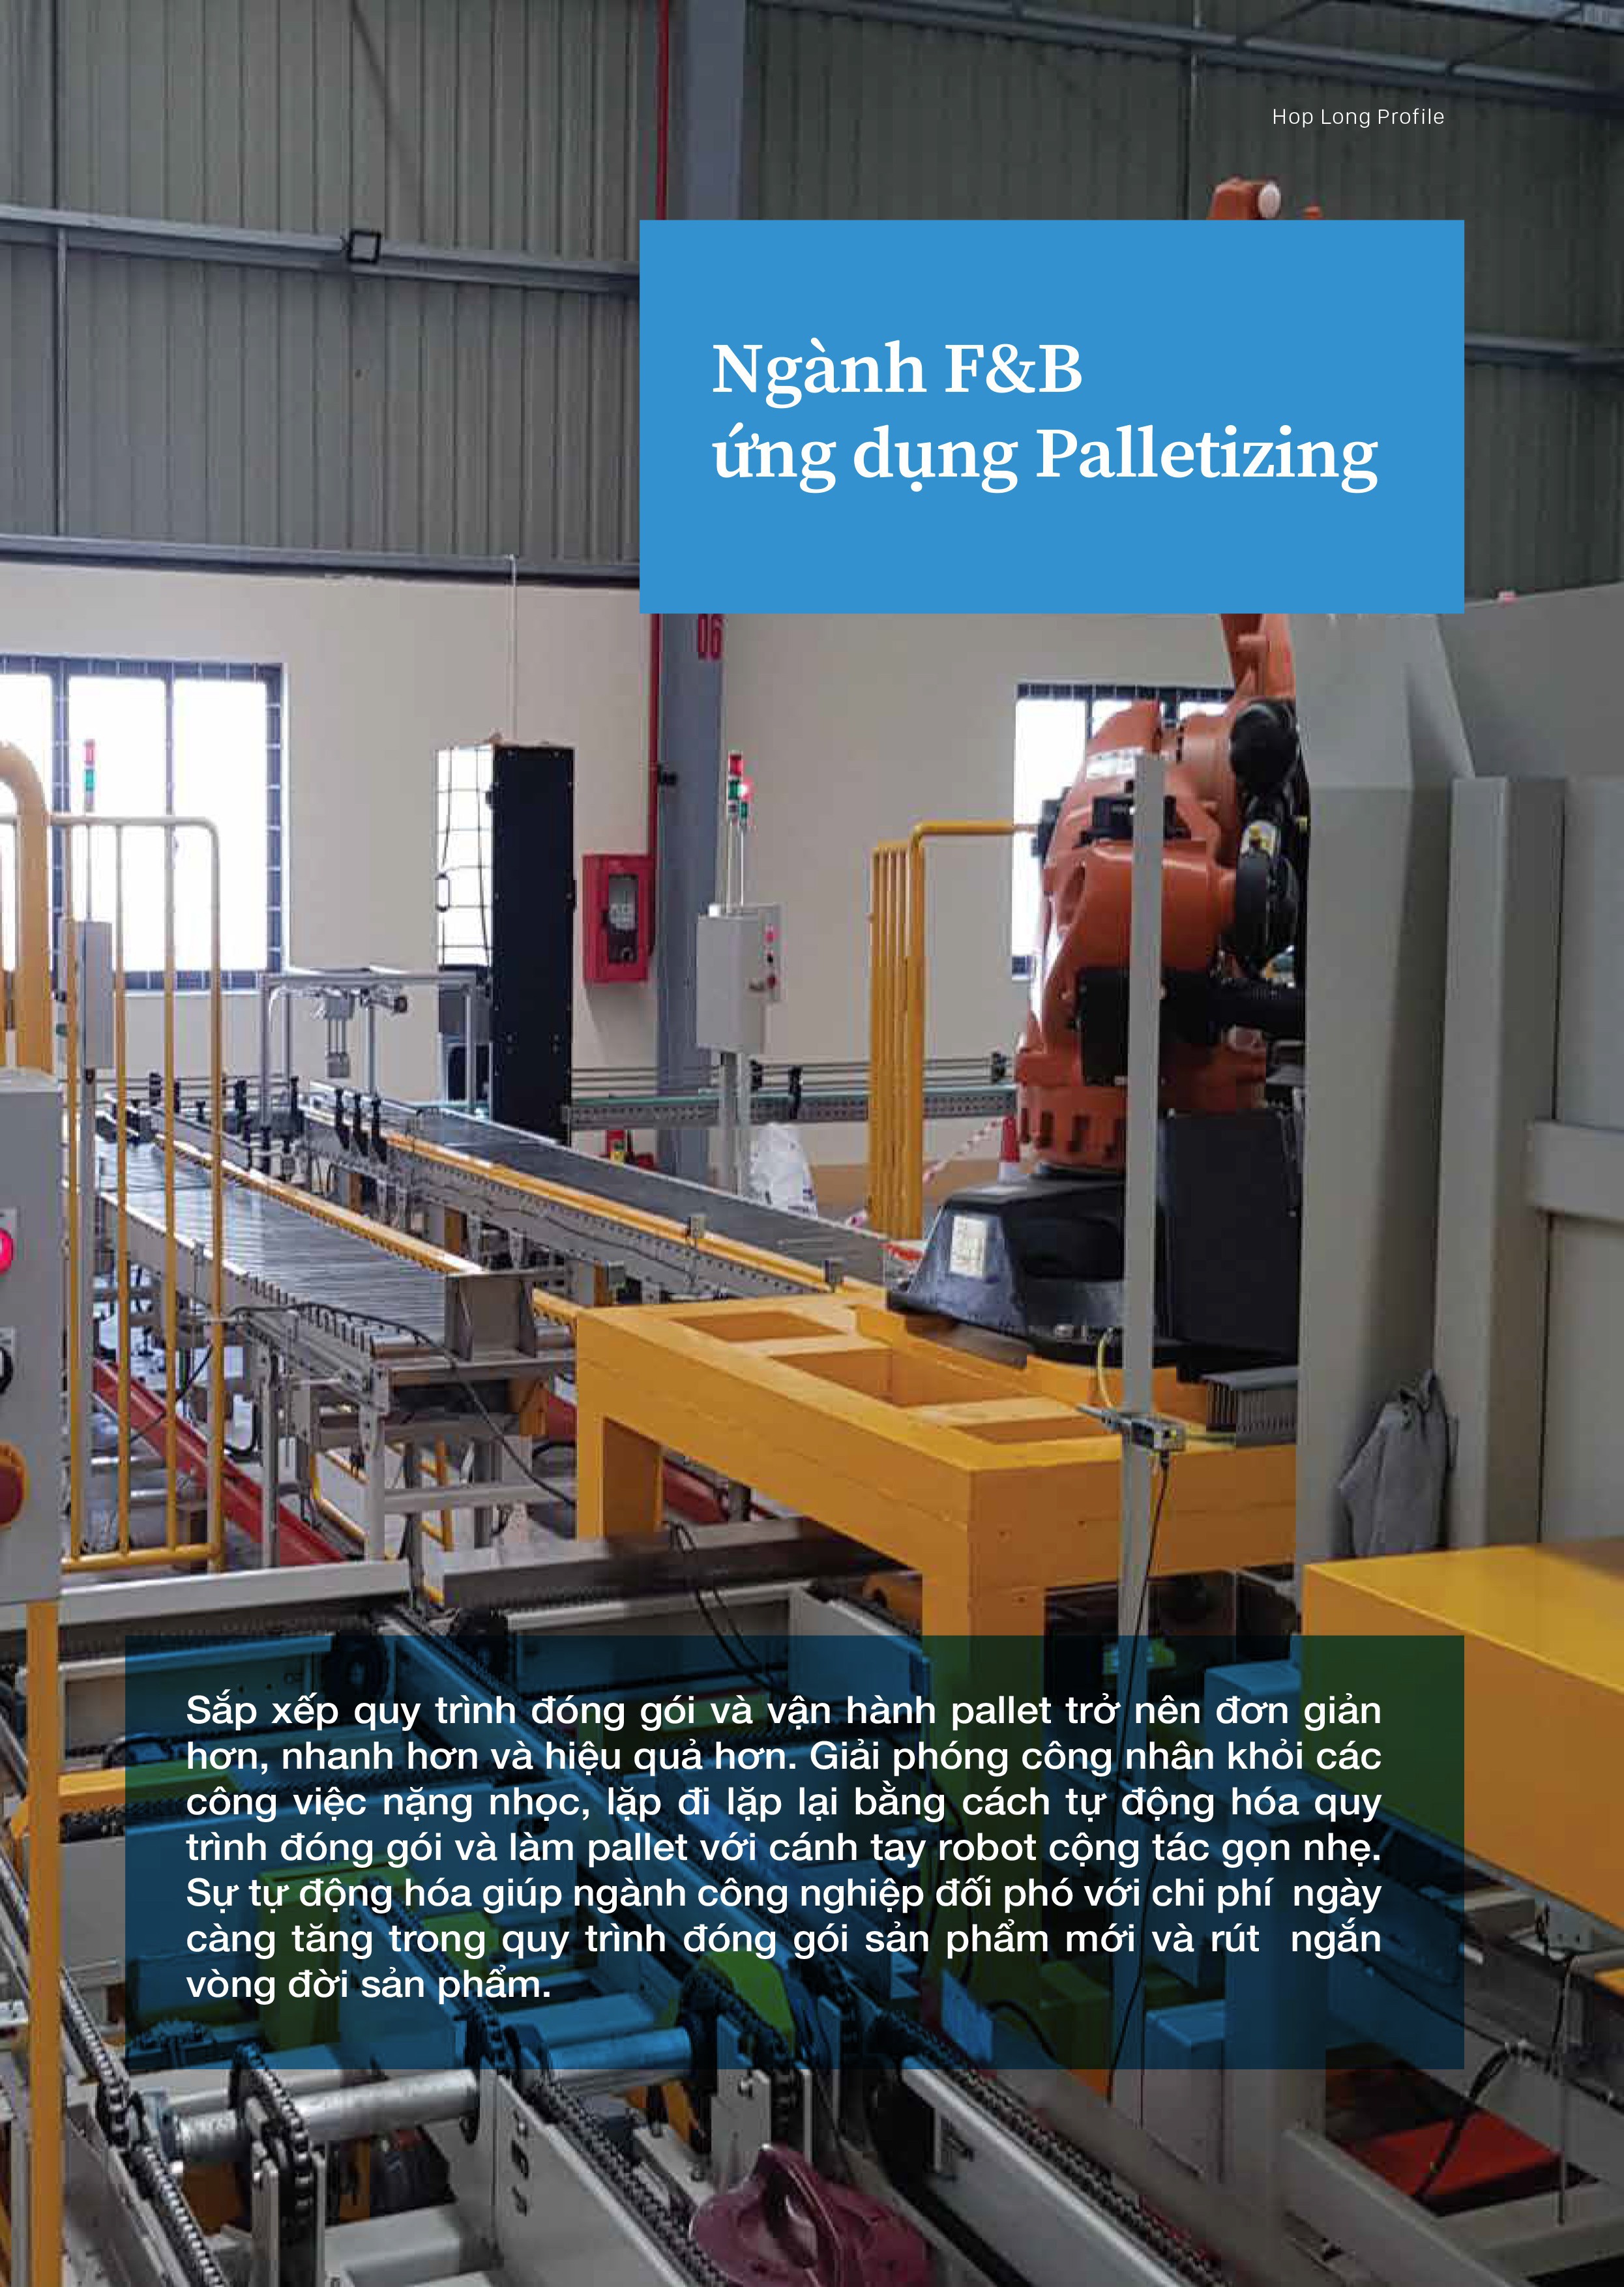 Hop Long Profile
Ngành F&B
ứng dụng Palletizing
06
Sắp xếp quy trình đóng gói và vận hành pallet trở nên đơn giản
hơn, nhanh hơn và hiệu quả hơn. Giải phóng công nhân khỏi các
công việc nặng nhọc, lặp đi lặp lại bằng cách tự động hóa quy
trình đóng gói và làm pallet với cánh tay robot cộng tác gọn nhẹ.
Sự tự động hóa giúp ngành công nghiệp đối phó với chi phí  ngày
càng tăng trong quy trình đóng gói sản phẩm mới và rút  ngắn
vòng đời sản phẩm.